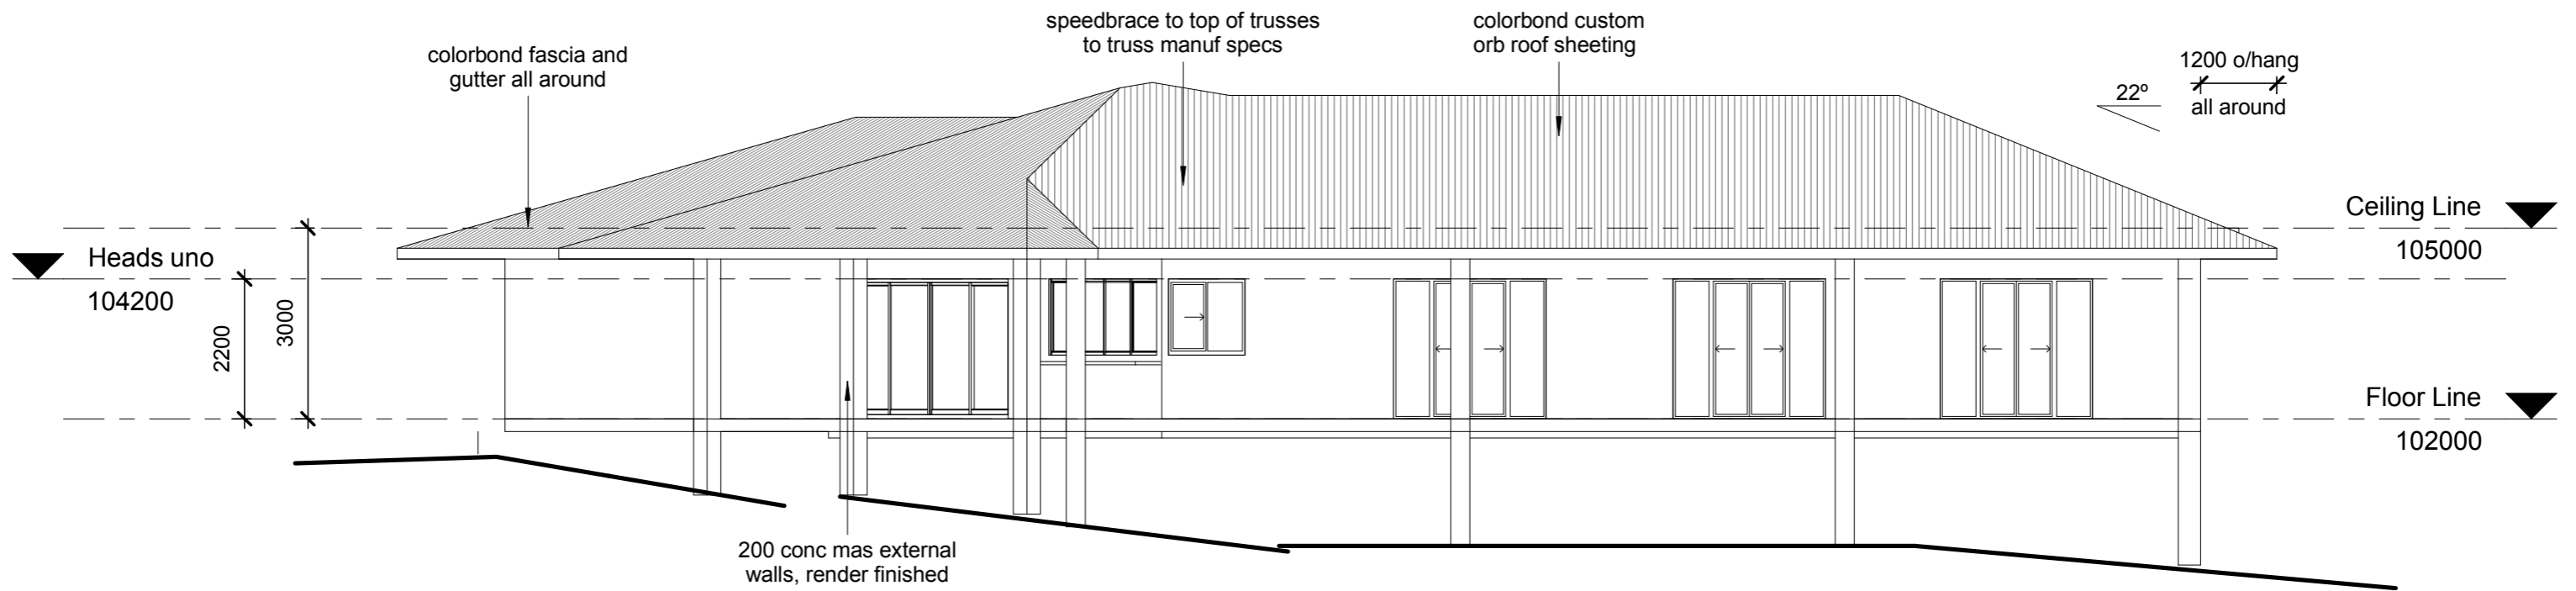 speedbrace to top of trusses
to truss manuf specs
colorbond custom
orb roof sheeting
colorbond fascia and
gutter all around
1200 o/hang
all around
22º
Ceiling Line
105000
Heads uno
104200
2200
3000
Floor Line
102000
200 conc mas external
walls, render finished